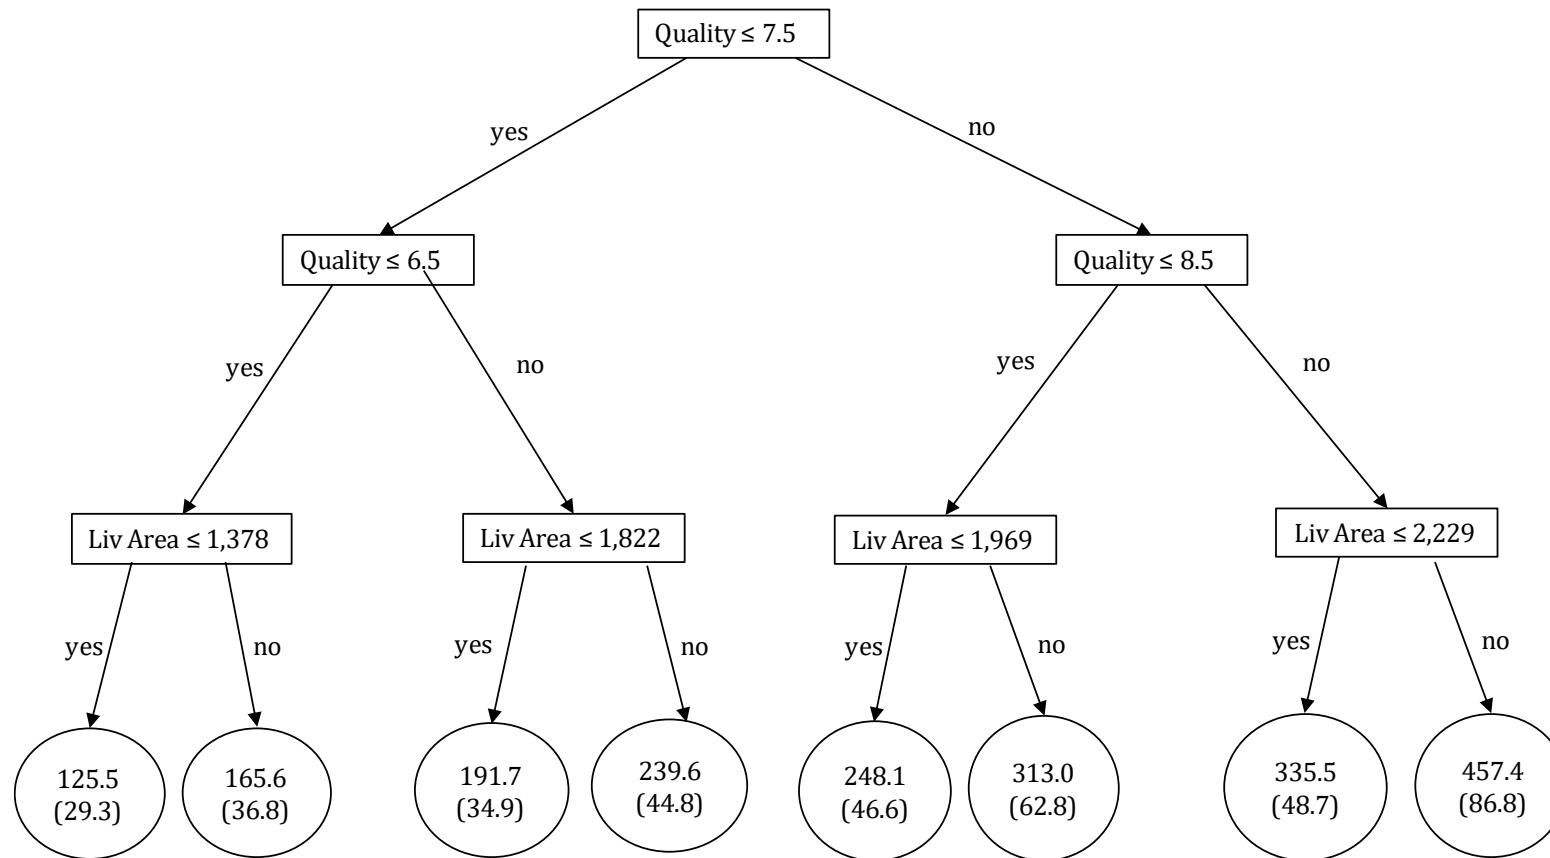 Quality ≤ 7.5
yes
no
Quality ≤ 6.5
Quality ≤ 8.5
yes
no
yes
no
Liv Area ≤ 1,378
Liv Area ≤ 1,822
Liv Area ≤ 1,969
Liv Area ≤ 2,229
yes
no
yes
no
yes
no
yes
no
125.5
(29.3)
165.6
(36.8)
191.7
(34.9)
239.6
(44.8)
248.1
(46.6)
313.0
(62.8)
335.5
(48.7)
457.4
(86.8)